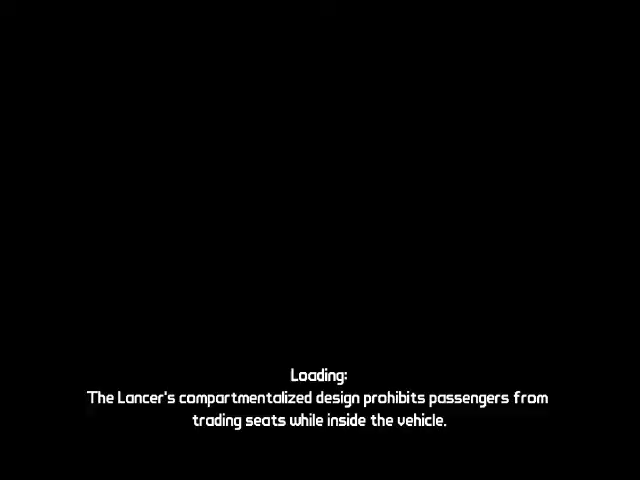 Loading:
The Lancer's compartmentalized design prohibits passengers from
trading seats while inside the vehicle.